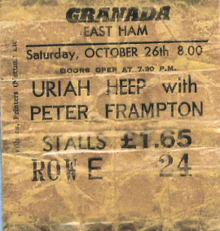 GRANADA
EAST HAM
Saturday, OCTOBER 26th 8.00
DOORS OPEN AT 7.30 P.M.
URIAH HEEP with
PETER FRAMPTON
STALLS £1.65
ROW E 24
Printers